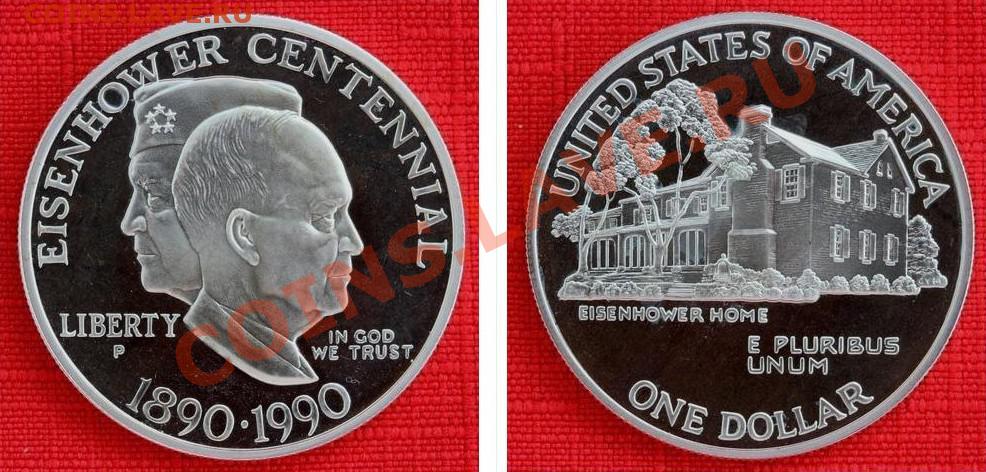 COINS.LAVE.RU
EISENHOWER CENTENNIAL
LIBERTY
P
IN GOD
WE TRUST
1890·1990
UNITED STATES OF AMERICA
EISENHOWER HOME
E PLURIBUS
UNUM
ONE DOLLAR
COINS.LAVE.RU